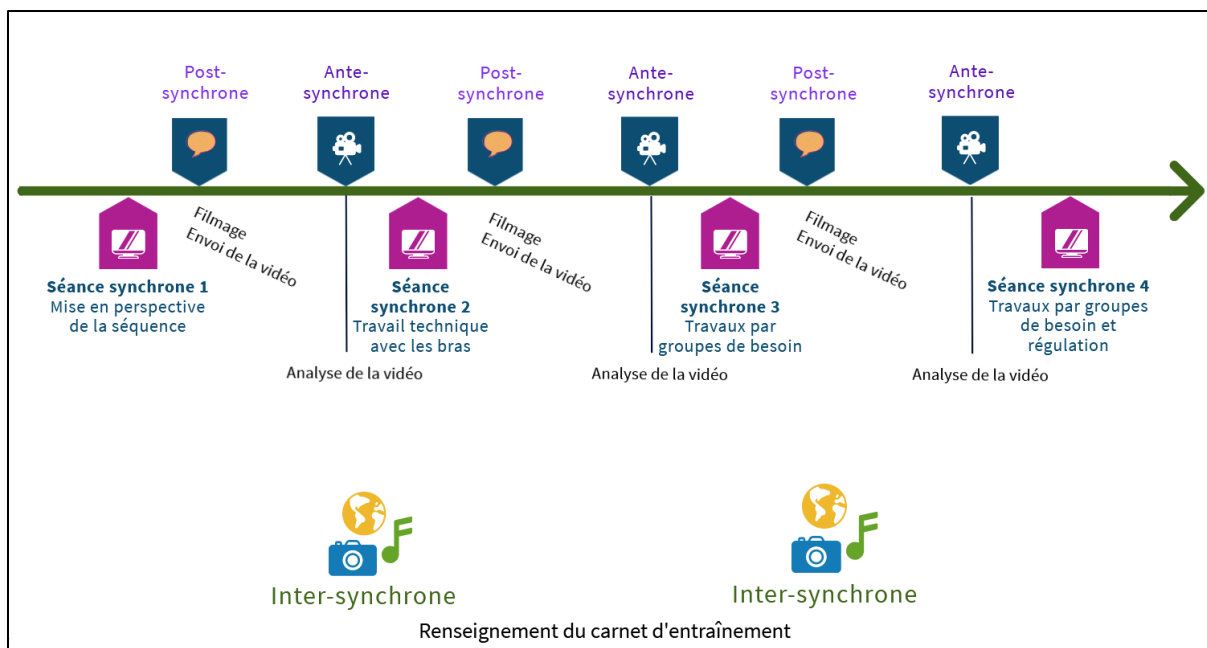 Post-
synchrone
Ante-
synchrone
Post-
synchrone
Ante-
synchrone
Post-
synchrone
Ante-
synchrone
Filmage
Envoi de la vidéo
Filmage
Envoi de la vidéo
Filmage
Envoi de la vidéo
Séance synchrone 1
Mise en perspective
de la séquence
Séance
synchrone 2
Travail technique
avec les bras
Séance
synchrone 3
Travaux par
groupes de besoin
Séance synchrone 4
Travaux par groupes
de besoin et
régulation
Analyse de la vidéo
Analyse de la vidéo
Analyse de la vidéo
Inter-synchrone
Inter-synchrone
Renseignement du carnet d'entraînement